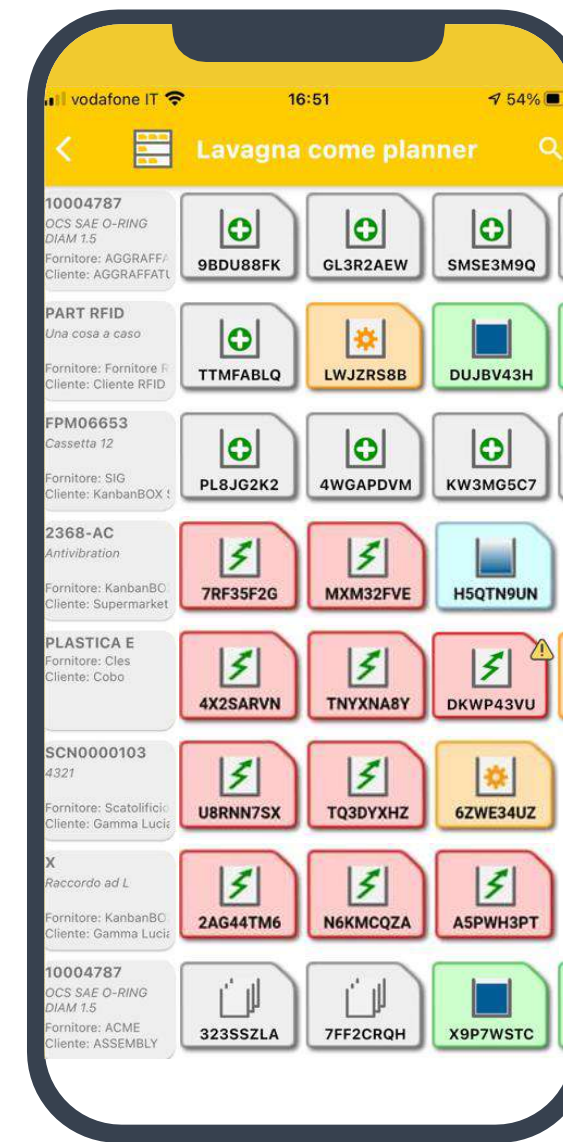 vodafone IT 16:51 54%
Lavagna come planner
10004787
OCS SAE O-RING
DIAM 1.5
Fornitore: AGGRAFFA
Cliente: AGGRAFFATU
9BDU88FK GL3R2AEW SMSE3M9Q
PART RFID
Una cosa a caso
Fornitore: Fornitore R
Cliente: Cliente RFID
TTMFABLQ LWJZRS8B DUJBV43H
FPM06653
Cassetta 12
Fornitore: SIG
Cliente: KanbanBOX S
PL8JG2K2 4WGAPDVM KW3MG5C7
2368-AC
Antivibration
Fornitore: KanbanBO
Cliente: Supermarket
7RF35F2G MXM32FVE H5QTN9UN
PLASTICA E
Fornitore: Cles
Cliente: Cobo
4X2SARVN TNYXNA8Y DKWP43VU
SCN0000103
4321
Fornitore: Scatolificio
Cliente: Gamma Lucia
U8RNN7SX TQ3DYXHZ 6ZWE34UZ
X
Raccordo ad L
Fornitore: KanbanBO
Cliente: Gamma Lucia
2AG44TM6 N6KMCQZA A5PWH3PT
10004787
OCS SAE O-RING
DIAM 1.5
Fornitore: ACME
Cliente: ASSEMBLY
323SSZLA 7FF2CRQH X9P7WSTC